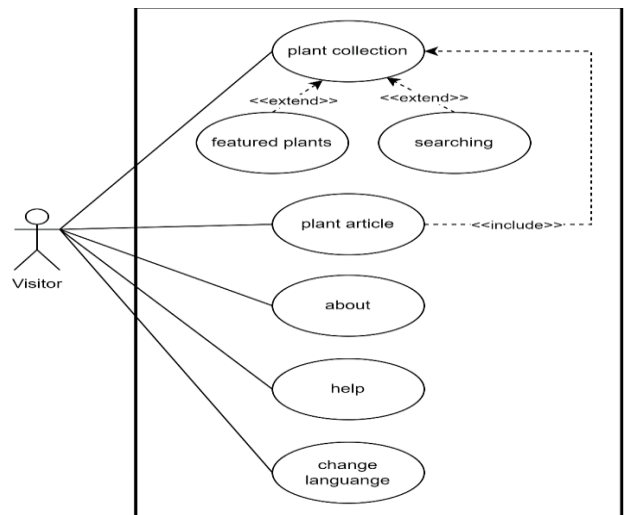 plant collection
<<extend>>
<<extend>>
featured plants
searching
plant article
<<include>>
Visitor
about
help
change
languange